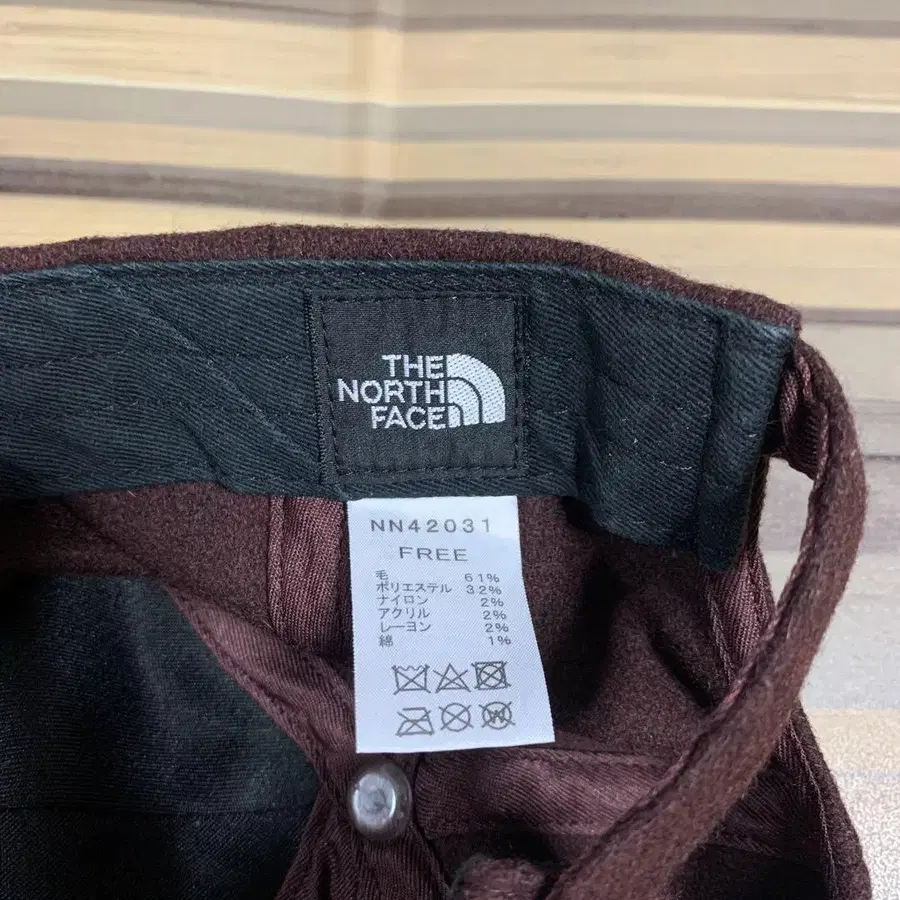 THE
NORTH
FACE
NN42031
FREE
毛 61%
ポリエステル 32%
ナイロン 2%
アクリル 2%
レーヨン 2%
綿 1%
W